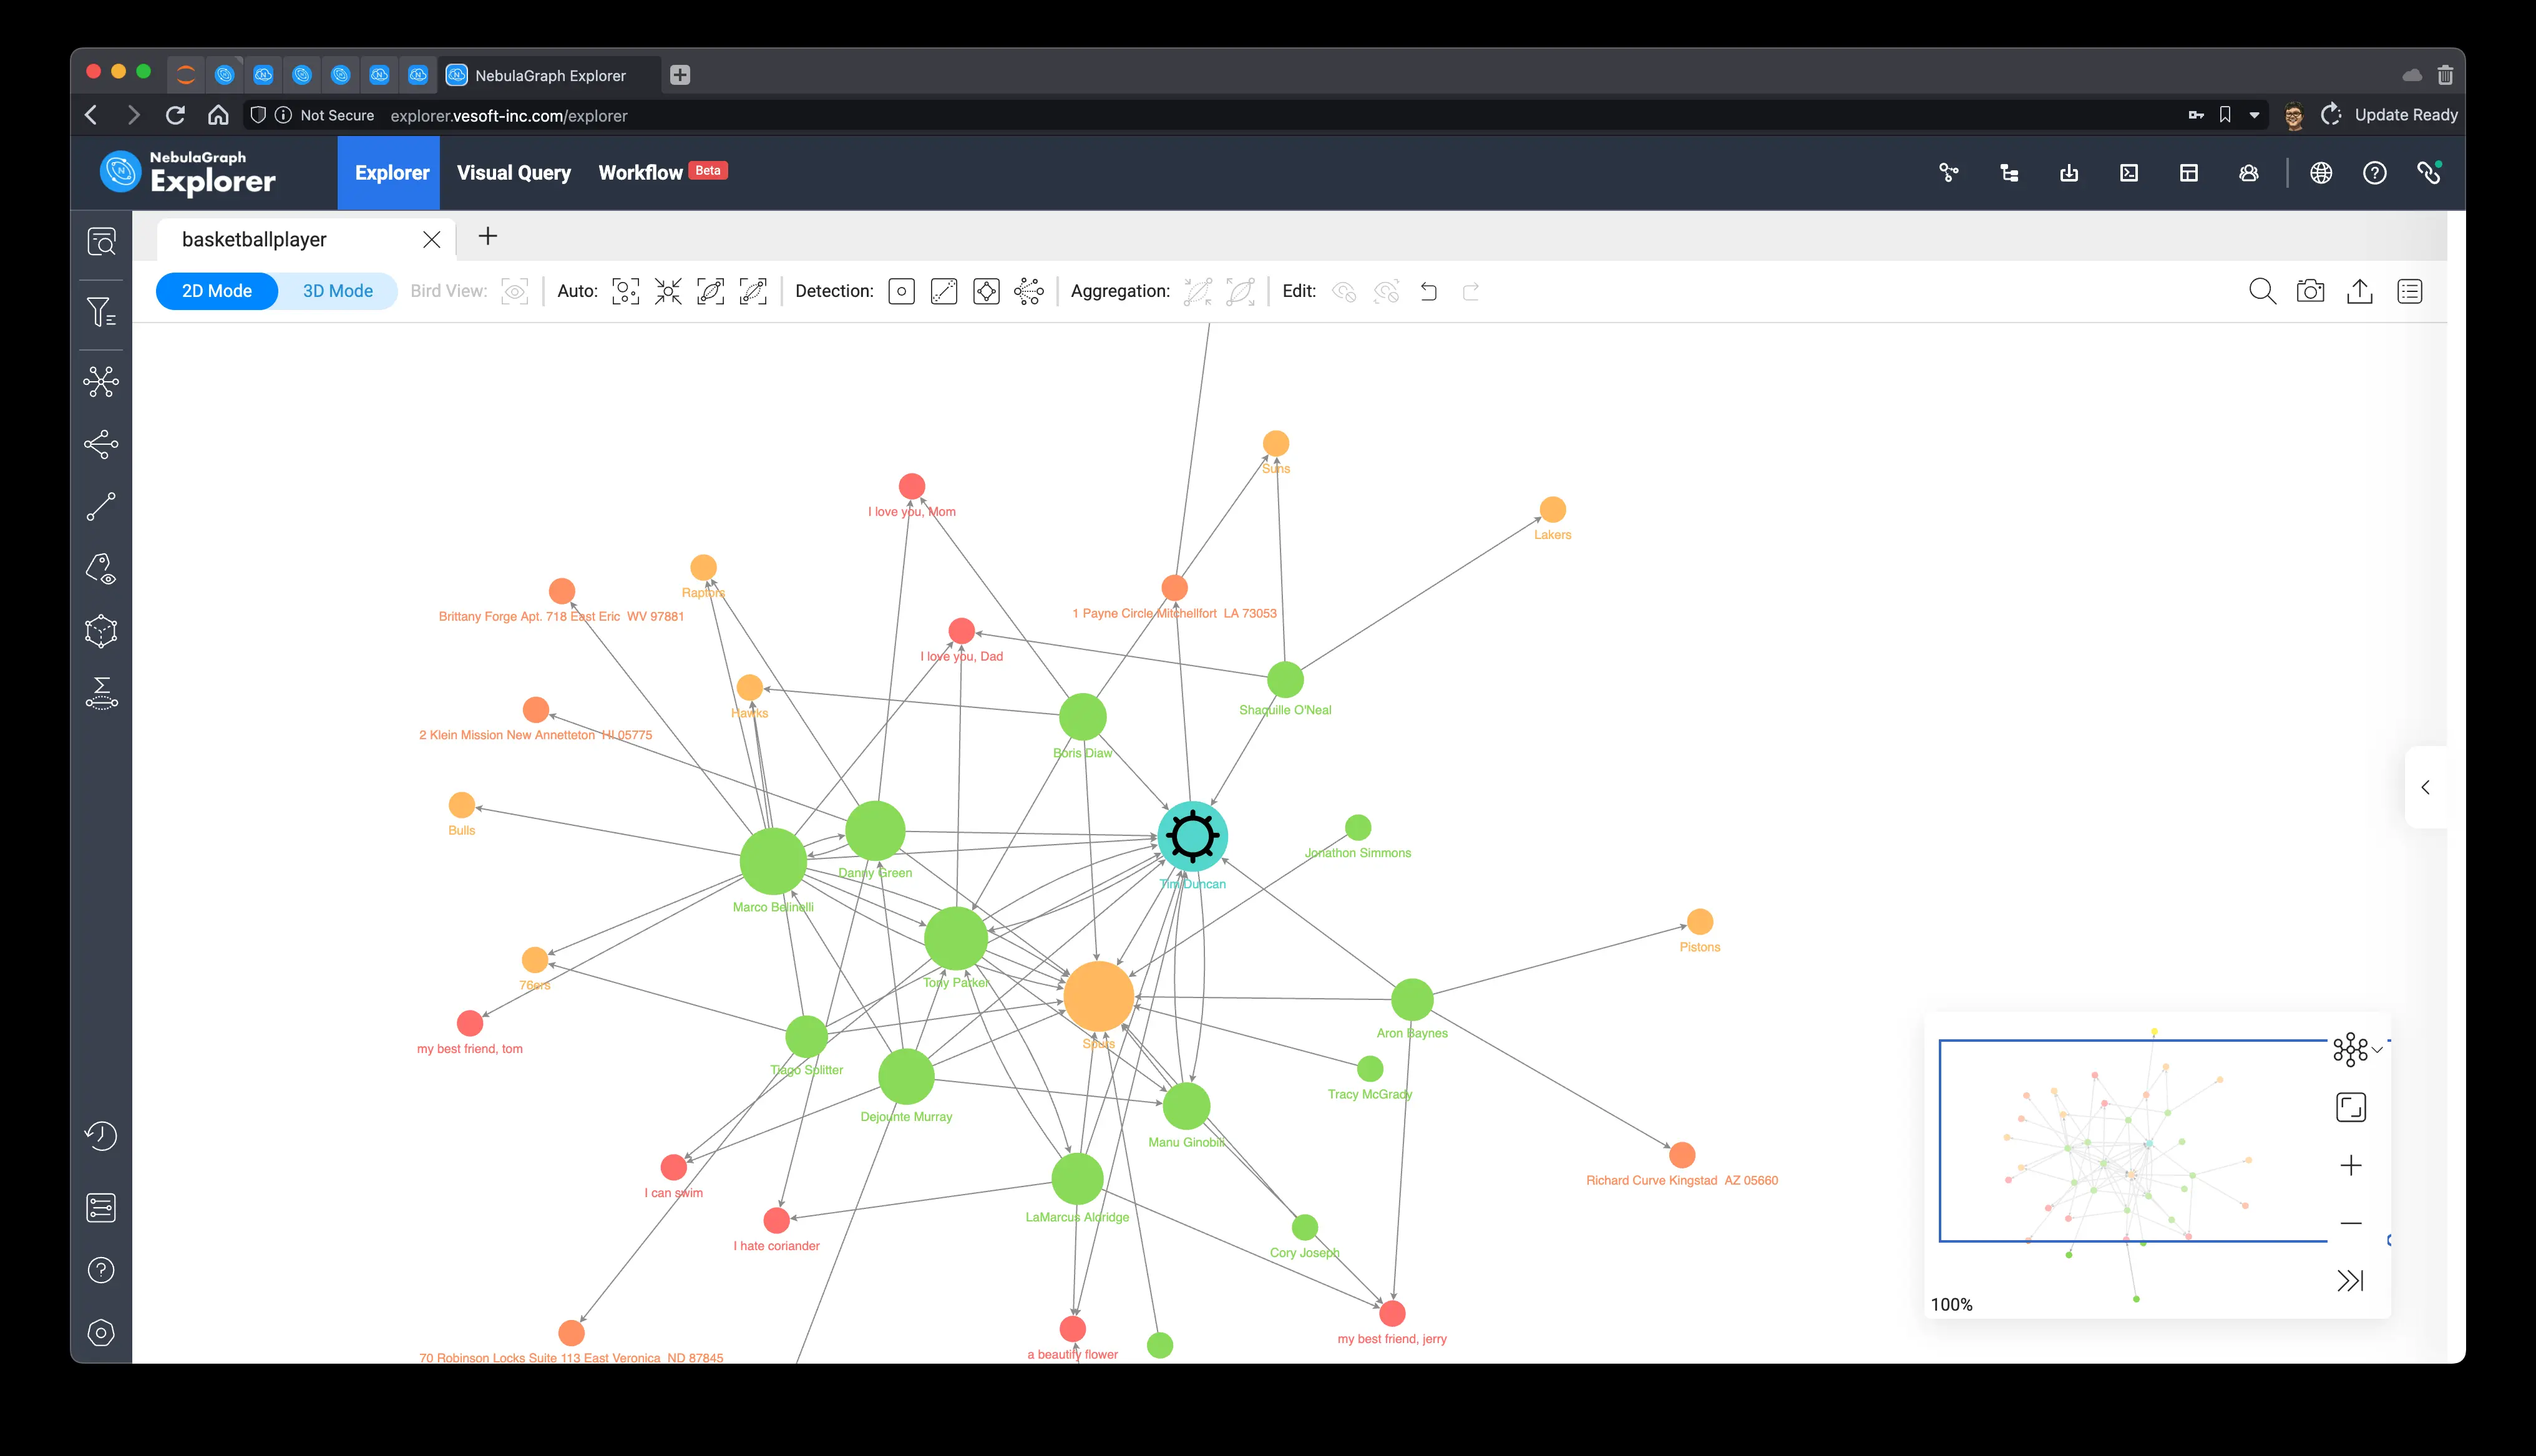 NebulaGraph Explorer
Not Secure
explorer.vesoft-inc.com/explorer
Update Ready
NebulaGraph
Explorer
Explorer
Visual Query
Workflow
Beta
basketballplayer
2D Mode
3D Mode
Bird View:
Auto:
Detection:
Aggregation:
Edit:
Suns
I love you, Mom
Lakers
Raptors
Brittany Forge Apt. 718 East Eric WV 97881
1 Payne Circle Mitchellfort LA 73053
I love you, Dad
Hawks
Shaquille O'Neal
2 Klein Mission New Annetteton HI 05775
Boris Diaw
Bulls
Jonathon Simmons
Danny Green
Tim Duncan
Marco Belinelli
Pistons
Tony Parker
76ers
Aron Baynes
Spurs
my best friend, tom
Tiago Splitter
Tracy McGrady
Dejounte Murray
Manu Ginobili
Richard Curve Kingstad AZ 05660
I can swim
LaMarcus Aldridge
I hate coriander
Cory Joseph
100%
my best friend, jerry
a beautify flower
70 Robinson Locks Suite 113 East Veronica ND 87845